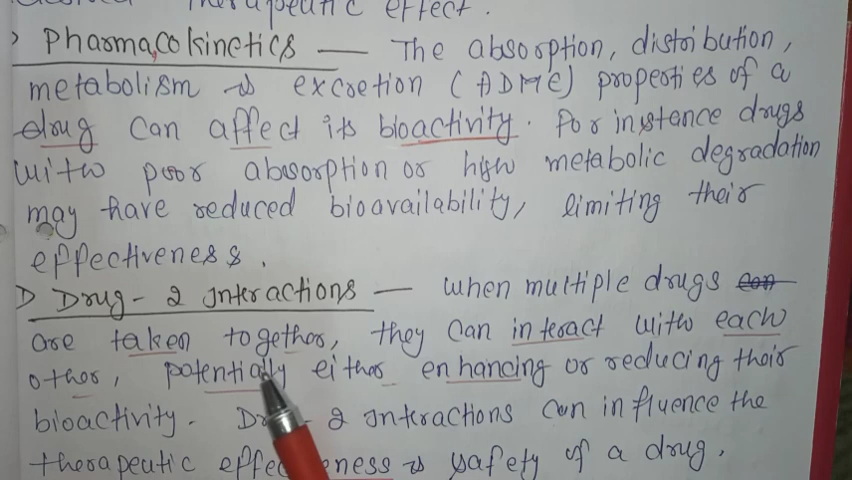 Therapeutic effect.
Pharmacokinetics — The absorption, distribution,
metabolism & excretion (ADME) properties of a
drug can affect its bioactivity. For instance drugs
with poor absorption or high metabolic degradation
may have reduced bioavailability, limiting their
effectiveness.
Drug - 2 Interactions — When multiple drugs can
are taken together, they can interact with each
other, potentially either enhancing or reducing their
bioactivity. - 2 Interactions can influence the
therapeutic & safety of a drug.